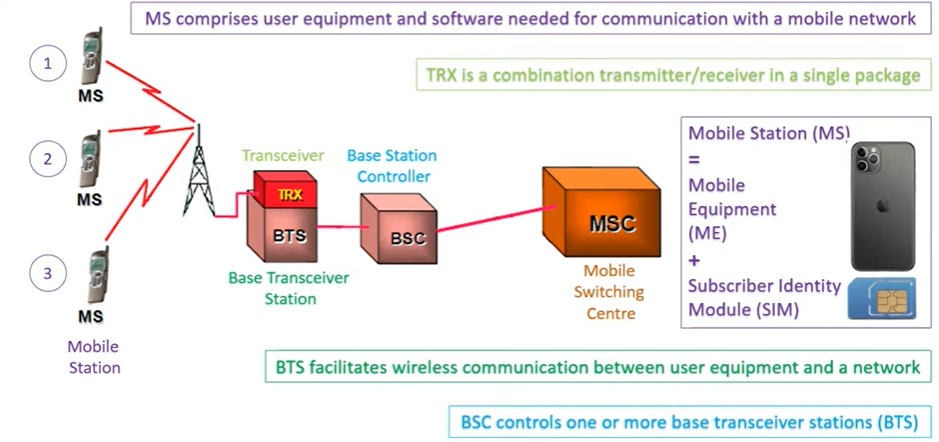 MS comprises user equipment and software needed for communication with a mobile network
TRX is a combination transmitter/receiver in a single package
1
MS
2
MS
3
MS
Mobile
Station
Transceiver
TRX
BTS
Base Transceiver
Station
Base Station
Controller
BSC
MSC
Mobile
Switching
Centre
Mobile Station (MS)
=
Mobile
Equipment
(ME)
+
Subscriber Identity
Module (SIM)
BTS facilitates wireless communication between user equipment and a network
BSC controls one or more base transceiver stations (BTS)